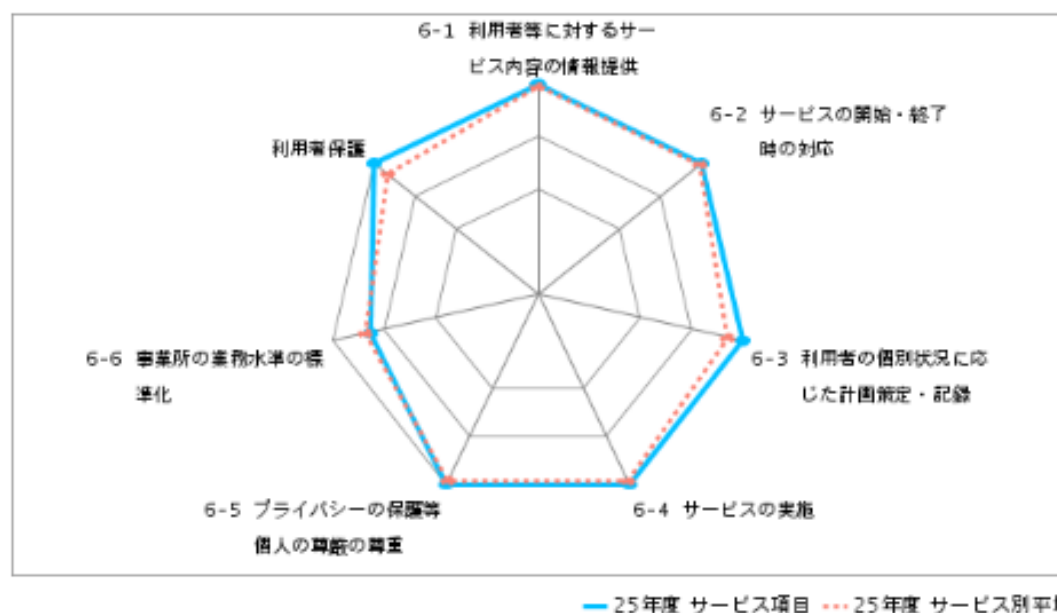 6-1 利用者等に対するサー
ビス内容の情報提供
6-2 サービスの開始・終了
時の対応
利用者保護
6-6 事業所の業務水準の標
準化
6-3 利用者の個別状況に応
じた計画策定・記録
6-5 プライバシーの保護等
個人の尊厳の尊重
6-4 サービスの実施
25年度 サービス項目
25年度 サービス別平均